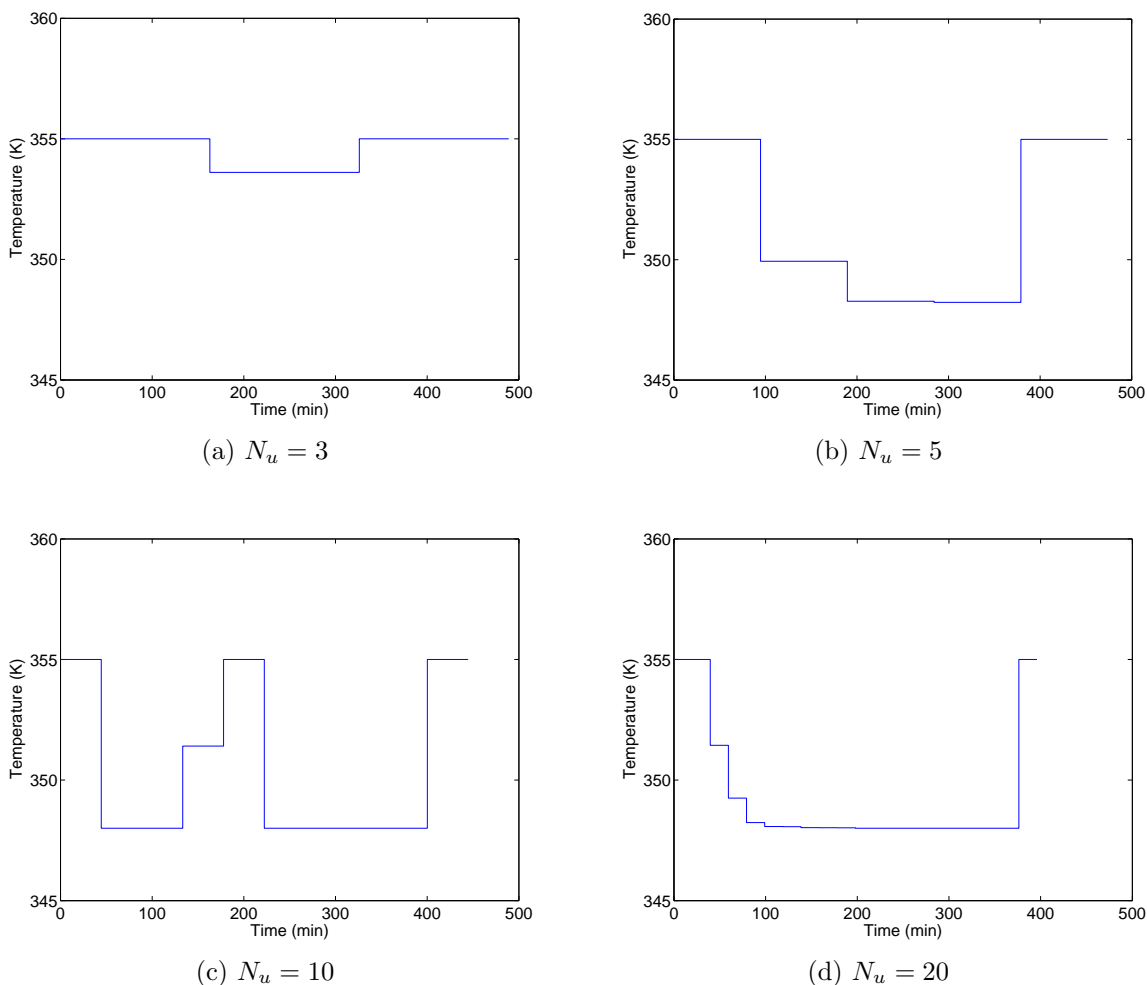 360
355
350
345
Temperature (K)
0 100 200 300 400 500
Time (min)
(a) N_u = 3
360
355
350
345
Temperature (K)
0 100 200 300 400 500
Time (min)
(b) N_u = 5
360
355
350
345
Temperature (K)
0 100 200 300 400 500
Time (min)
(c) N_u = 10
360
355
350
345
Temperature (K)
0 100 200 300 400 500
Time (min)
(d) N_u = 20